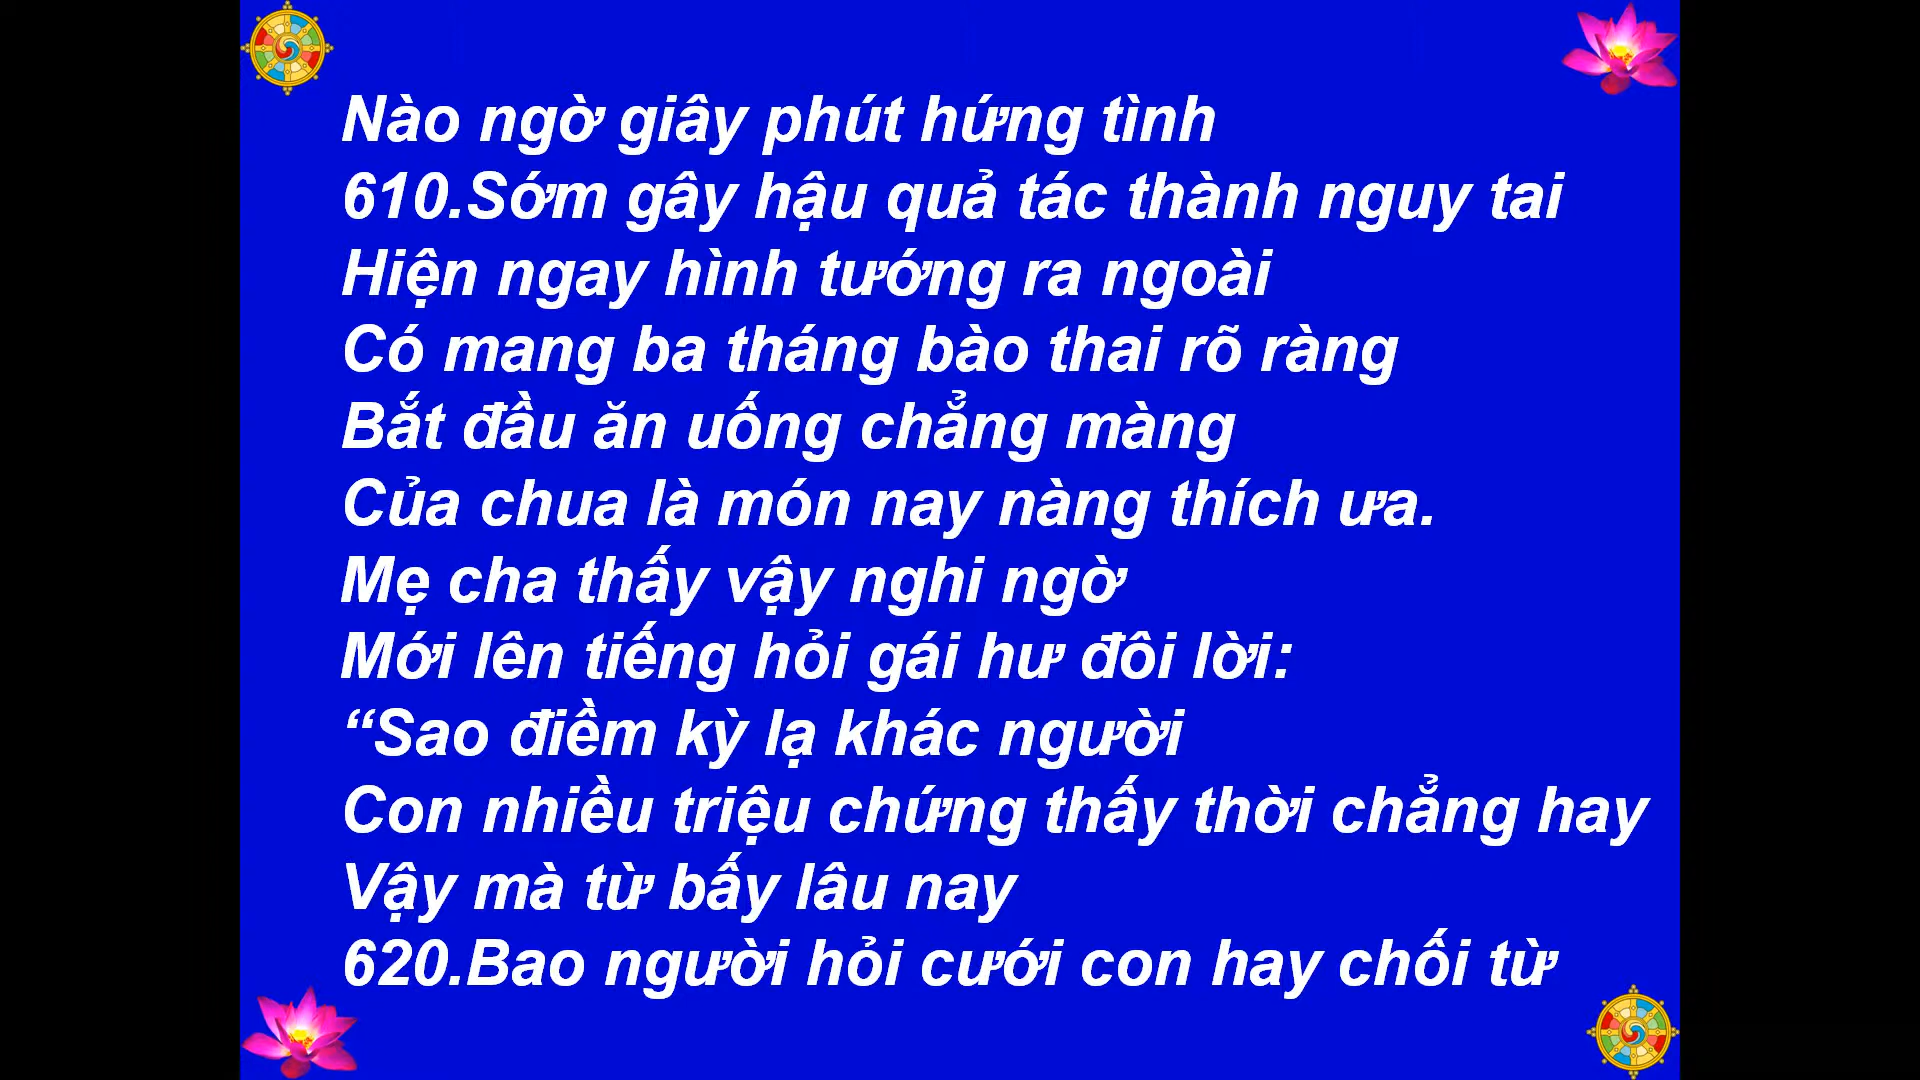 Nào ngờ giây phút hứng tình
610.Sớm gây hậu quả tác thành nguy tai
Hiện ngay hình tướng ra ngoài
Có mang ba tháng bào thai rõ ràng
Bắt đầu ăn uống chẳng màng
Của chua là món nay nàng thích ưa.
Mẹ cha thấy vậy nghi ngờ
Mới lên tiếng hỏi gái hư đôi lời:
“Sao điềm kỳ lạ khác người
Con nhiều triệu chứng thấy thời chẳng hay
Vậy mà từ bấy lâu nay
620.Bao người hỏi cưới con hay chối từ